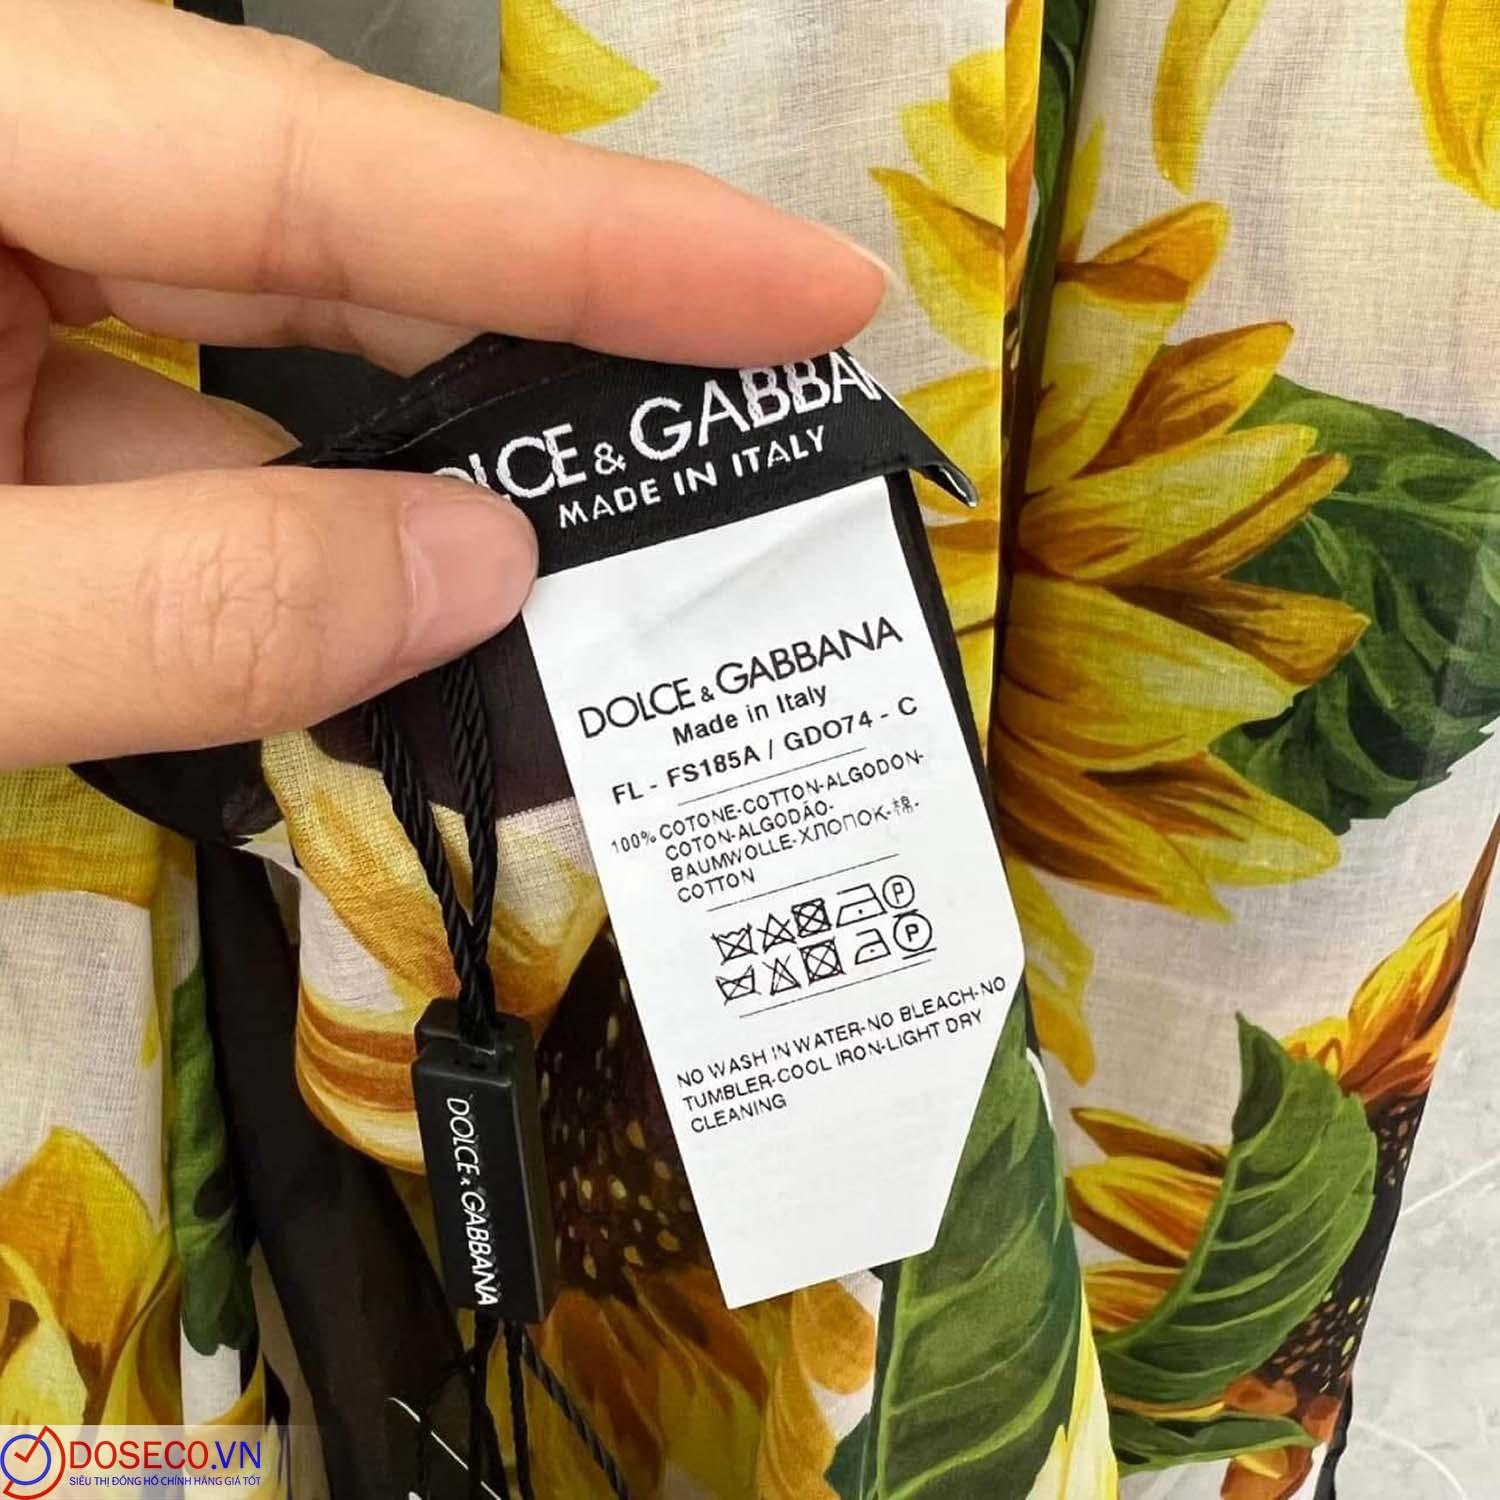 DOLCE & GABBANA
MADE IN ITALY
DOLCE & GABBANA
Made in Italy
FL - FS185A / GDO74 - C
100% COTONE-COTTON-ALGODON-
COTON-ALGODÃO-
BAUMWOLLE-ХЛОПОК-棉-
COTTON
P
P
NO WASH IN WATER-NO BLEACH-NO
TUMBLER-COOL IRON-LIGHT DRY
CLEANING
DOLCE & GABBANA
DOSECO.VN
SIÊU THỊ ĐỒNG HỒ CHÍNH HÃNG GIÁ TỐT